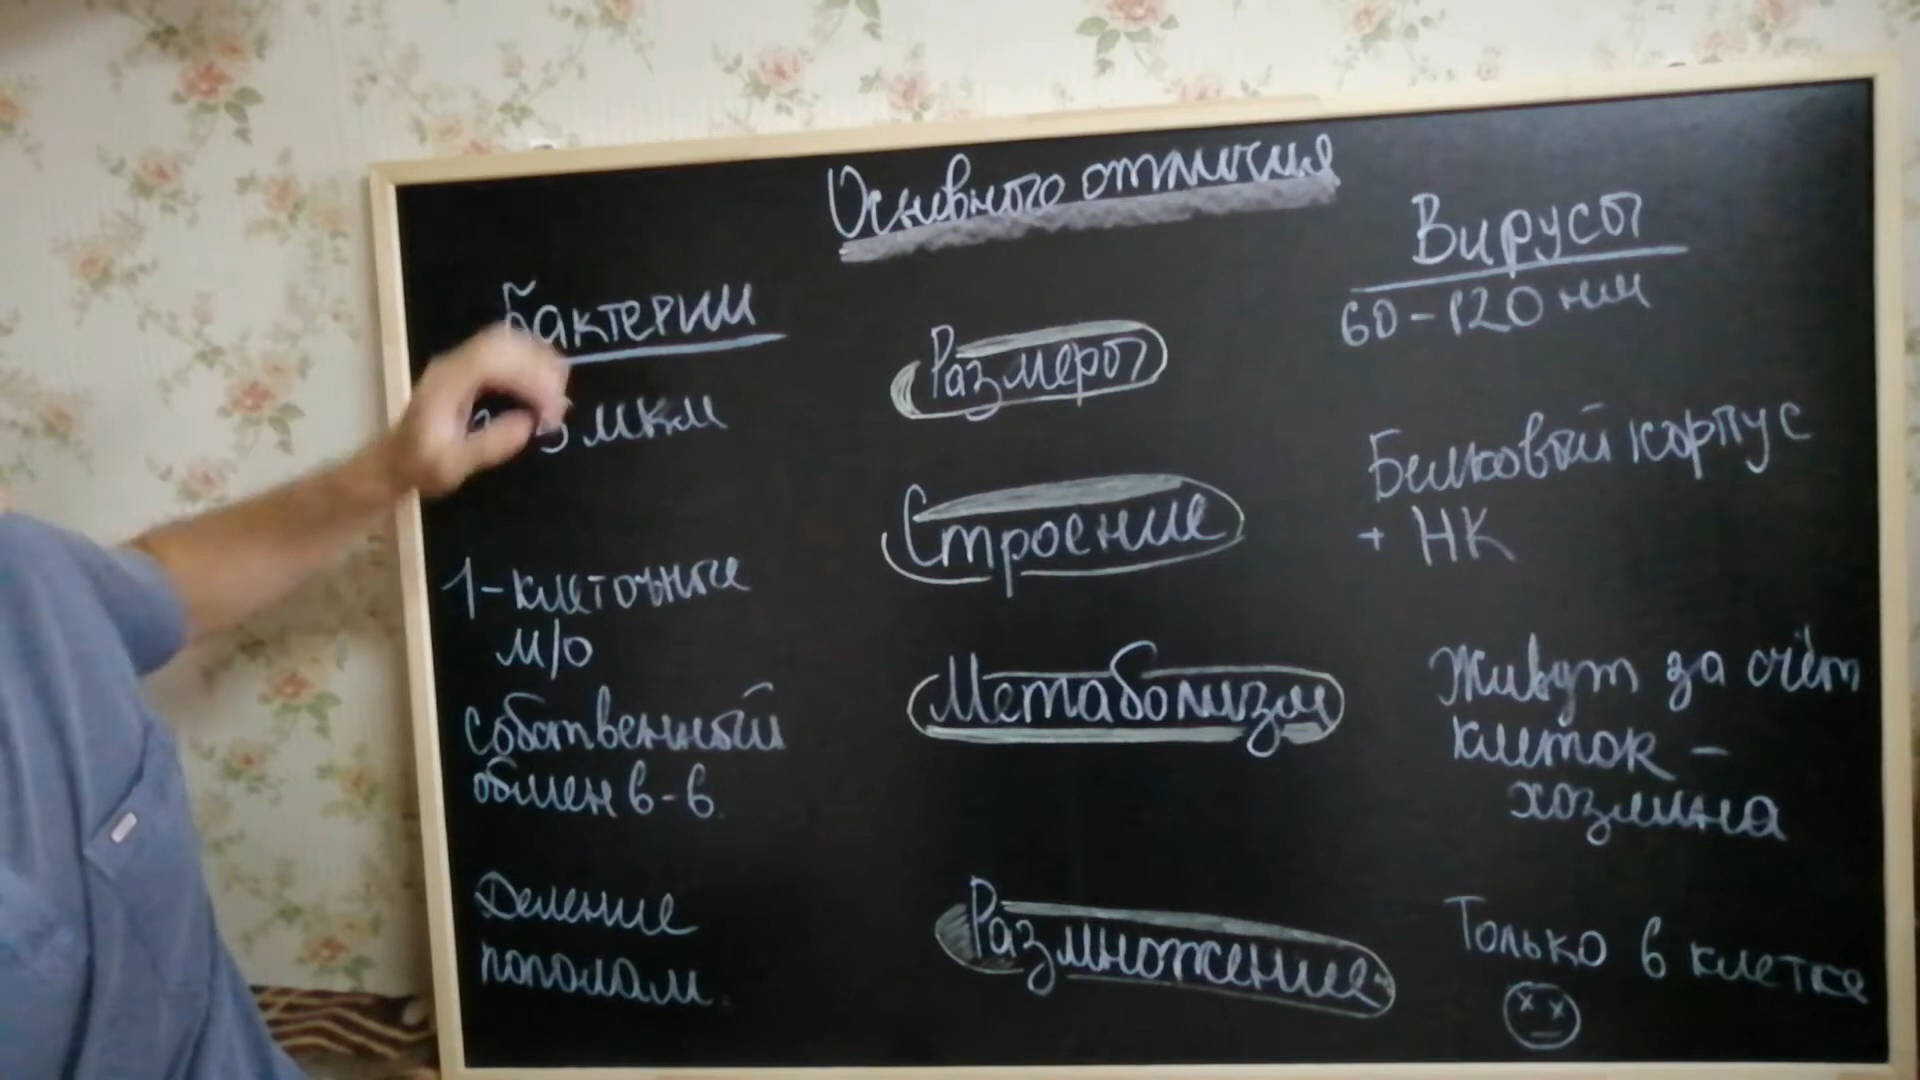 Основного отличия
Бактерии
Вирусы
мкм
Размеры
60-120 нм
1-клеточные
м/о
Строение
Белковый корпус
+ НК
собственный
обмен в-в.
Метаболизм
Живут за счёт
клеток -
хозяина
Деление
пополам.
Размножение
Только в клетке